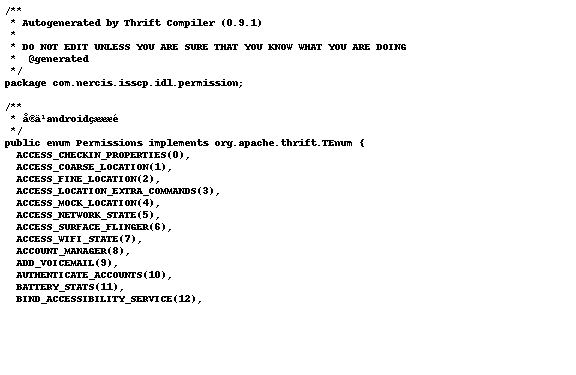 /**
 * Autogenerated by Thrift Compiler (0.9.1)
 *
 * DO NOT EDIT UNLESS YOU ARE SURE THAT YOU KNOW WHAT YOU ARE DOING
 *  @generated
 */
package com.nercis.isscp.idl.permission;
/**
 * å®ä¹androidçæææé
 */
public enum Permissions implements org.apache.thrift.TEnum {
  ACCESS_CHECKIN_PROPERTIES(0),
  ACCESS_COARSE_LOCATION(1),
  ACCESS_FINE_LOCATION(2),
  ACCESS_LOCATION_EXTRA_COMMANDS(3),
  ACCESS_MOCK_LOCATION(4),
  ACCESS_NETWORK_STATE(5),
  ACCESS_SURFACE_FLINGER(6),
  ACCESS_WIFI_STATE(7),
  ACCOUNT_MANAGER(8),
  ADD_VOICEMAIL(9),
  AUTHENTICATE_ACCOUNTS(10),
  BATTERY_STATS(11),
  BIND_ACCESSIBILITY_SERVICE(12),